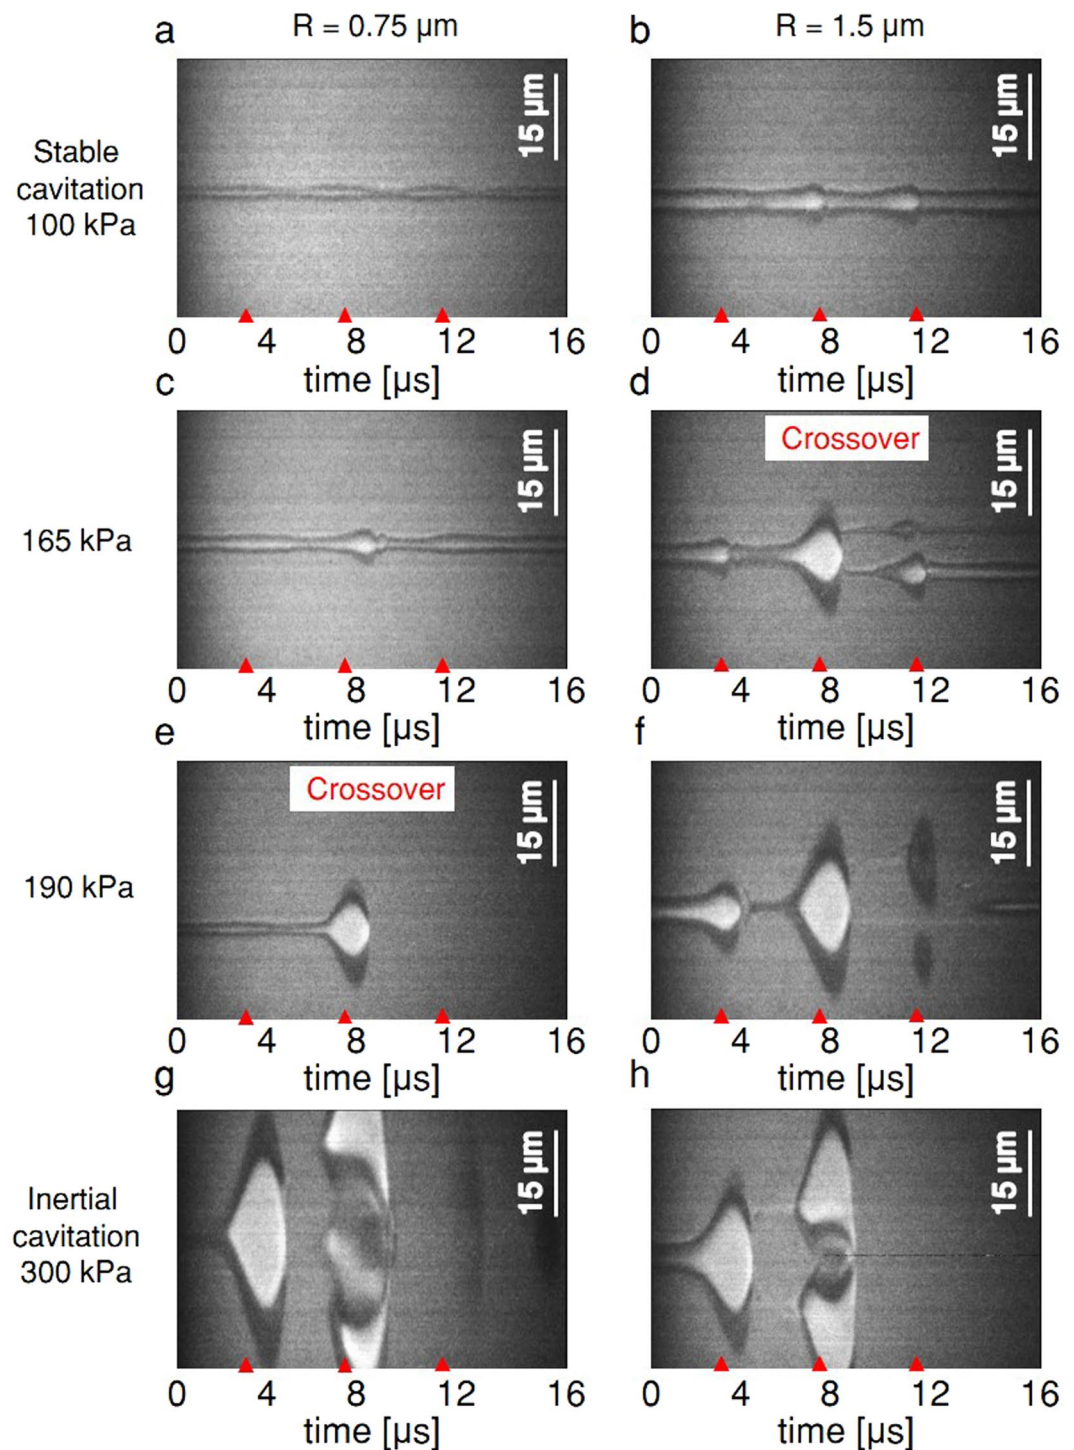 a R = 0.75 µm
b R = 1.5 µm
Stable
cavitation
100 kPa
15 µm
15 µm
0 4 8 12 16
time [µs]
0 4 8 12 16
time [µs]
c
d
165 kPa
15 µm
Crossover
15 µm
0 4 8 12 16
time [µs]
0 4 8 12 16
time [µs]
e
f
190 kPa
Crossover
15 µm
15 µm
0 4 8 12 16
time [µs]
0 4 8 12 16
time [µs]
g
h
Inertial
cavitation
300 kPa
15 µm
15 µm
0 4 8 12 16
time [µs]
0 4 8 12 16
time [µs]